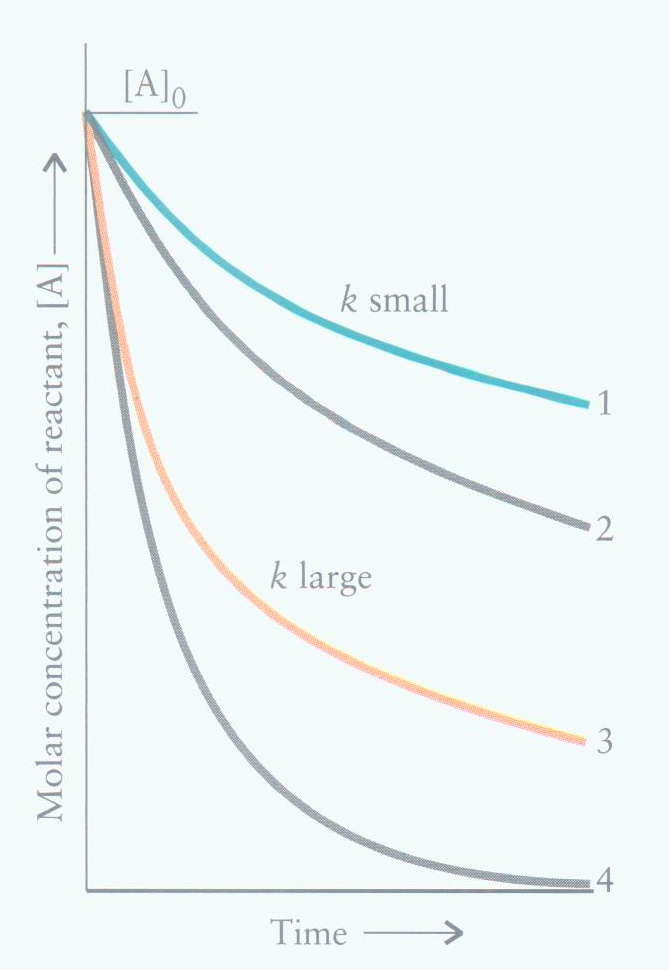 [A]₀
Molar concentration of reactant, [A]
k small
1
2
k large
3
4
Time